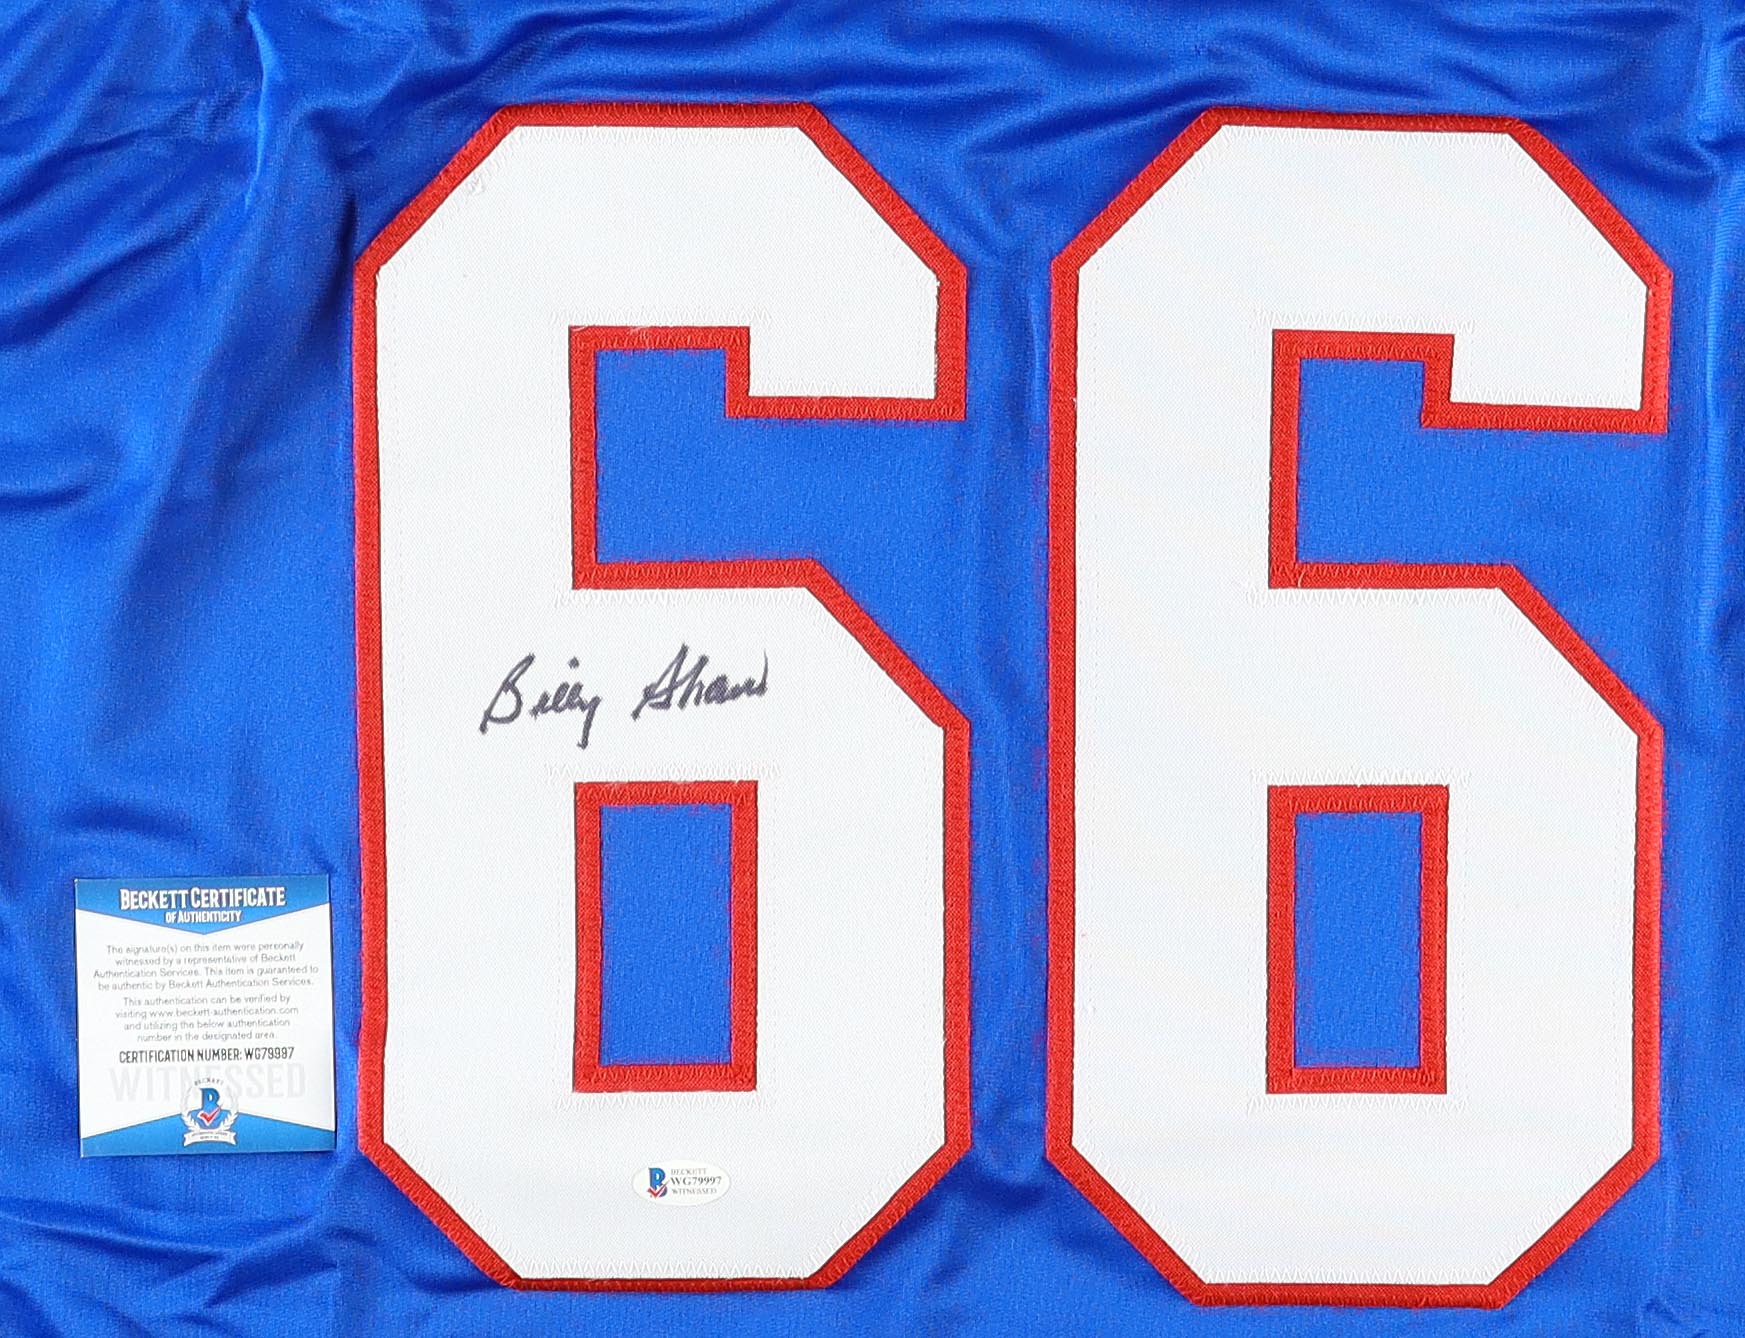 66
Billy Shaw
BECKETT CERTIFICATE
OF AUTHENTICITY
The signature(s) on this item were personally
witnessed by a representative of Beckett
Authentication Services. This item is guaranteed to
be authentic by Beckett Authentication Services.
This authentication can be verified by
visiting www.beckett-authentication.com
and utilizing the below authentication
number in the designated area.
CERTIFICATION NUMBER: WG79997
WITNESSED
BECKETT
B
BECKETT
WG79997
WITNESSED